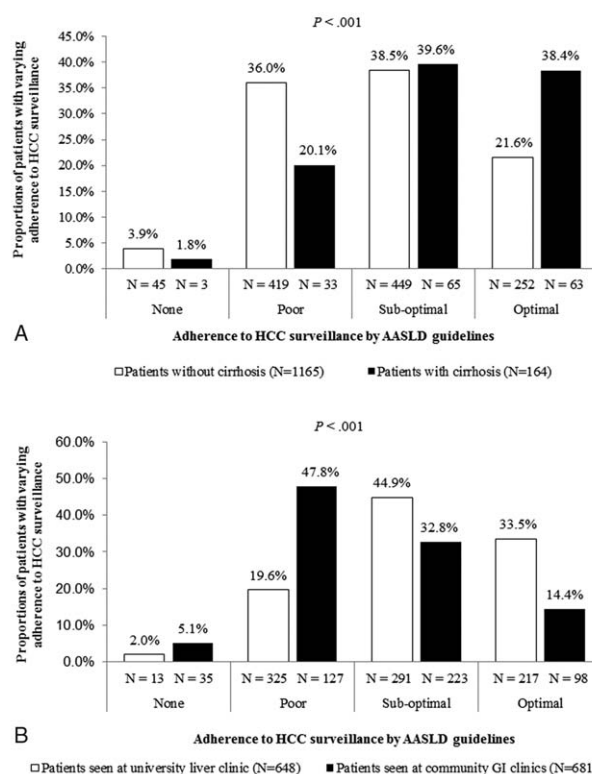 P < .001
45.0%
40.0%
35.0%
30.0%
25.0%
20.0%
15.0%
10.0%
5.0%
0.0%
Proportions of patients with varying
adherence to HCC surveillance
3.9%
1.8%
36.0%
20.1%
38.5%
39.6%
21.6%
38.4%
N = 45 N = 3 N = 419 N = 33 N = 449 N = 65 N = 252 N = 63
None Poor Sub-optimal Optimal
A
Adherence to HCC surveillance by AASLD guidelines
Patients without cirrhosis (N=1165) Patients with cirrhosis (N=164)
P < .001
60.0%
50.0%
40.0%
30.0%
20.0%
10.0%
0.0%
Proportions of patients with varying
adherence to HCC surveillance
2.0%
5.1%
19.6%
47.8%
44.9%
32.8%
33.5%
14.4%
N = 13 N = 35 N = 325 N = 127 N = 291 N = 223 N = 217 N = 98
None Poor Sub-optimal Optimal
B
Adherence to HCC surveillance by AASLD guidelines
Patients seen at university liver clinic (N=648) Patients seen at community GI clinics (N=681)